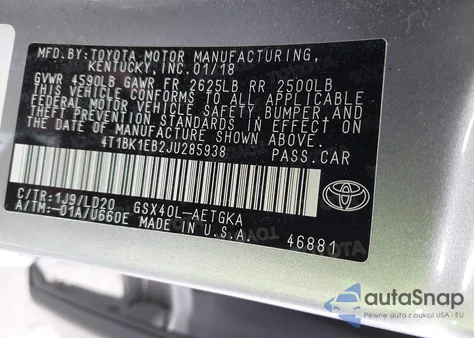 MFD.BY:TOYOTA MOTOR MANUFACTURING,
KENTUCKY, INC.01/18
GVWR 4590LB GAWR FR 2625LB RR 2500LB
THIS VEHICLE CONFORMS TO ALL APPLICABLE
FEDERAL MOTOR VEHICLE SAFETY,BUMPER, AND
THEFT PREVENTION STANDARDS IN EFFECT ON
THE DATE OF MANUFACTURE SHOWN ABOVE.
4T1BK1EB2JU285938 PASS.CAR
C/TR:1J9/LD20 GSX40L-AETGKA
A/TM:-01A/U660E MADE IN U.S.A.
46881
TOYOTA
autoSnap
Pewne auta z aukcji USA i EU